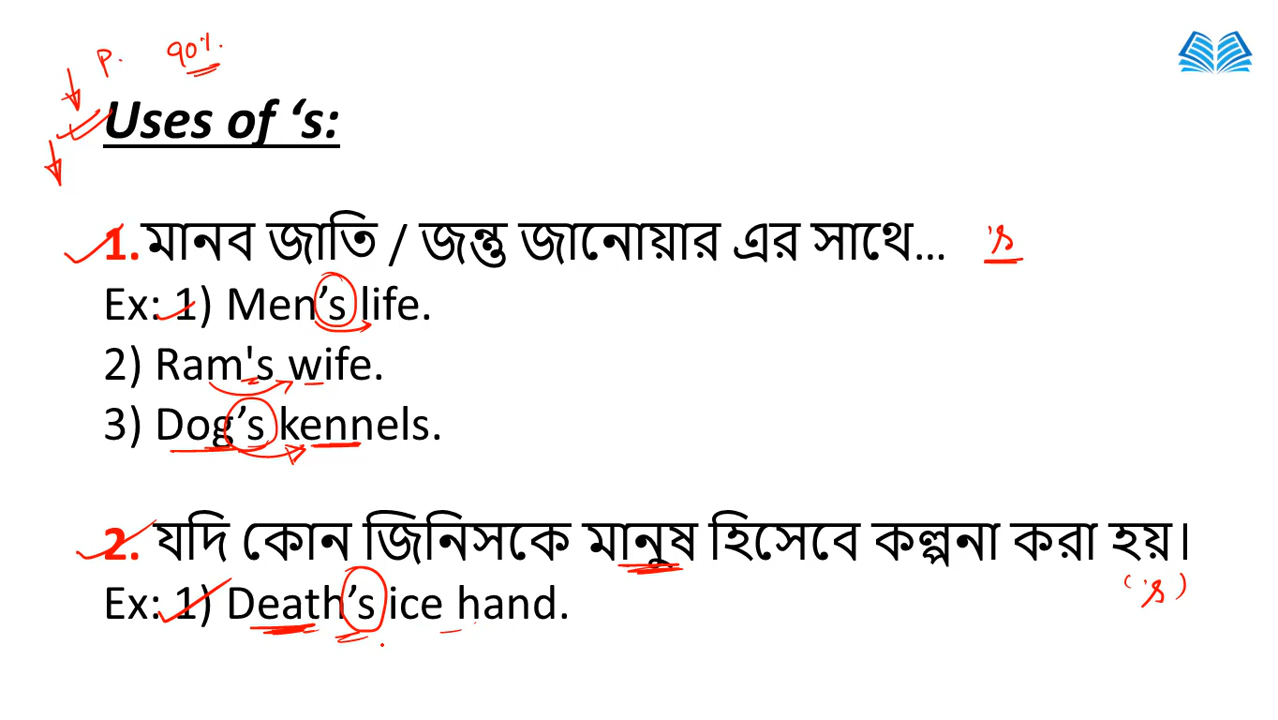 P. 90%.
Uses of ‘s:
1. মানব জাতি / জন্তু জানোয়ার এর সাথে... 's
Ex: 1) Men’s life.
2) Ram's wife.
3) Dog’s kennels.
2. যদি কোন জিনিসকে মানুষ হিসেবে কল্পনা করা হয়।
('s)
Ex: 1) Death’s ice hand.